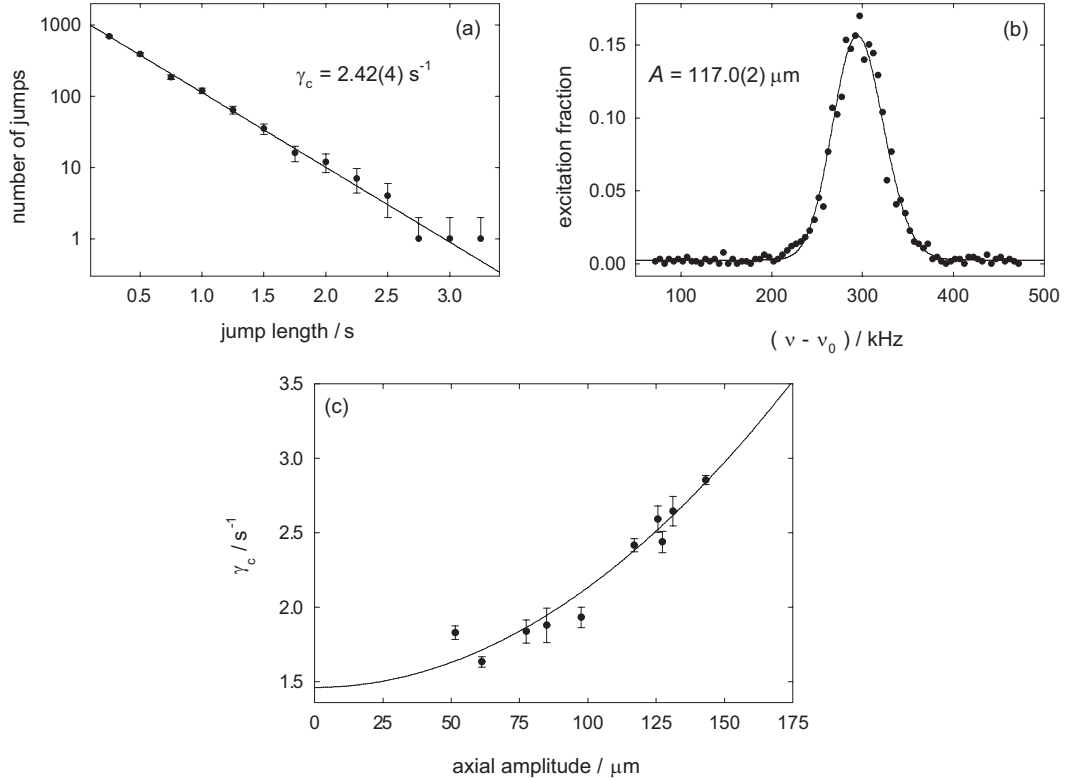 (a)
γc = 2.42(4) s⁻¹
1000
100
10
1
number of jumps
0.5 1.0 1.5 2.0 2.5 3.0
jump length / s
(b)
A = 117.0(2) μm
0.15
0.10
0.05
0.00
excitation fraction
100 200 300 400 500
( ν - ν0 ) / kHz
(c)
3.5
3.0
2.5
2.0
1.5
γc / s⁻¹
0 25 50 75 100 125 150 175
axial amplitude / μm